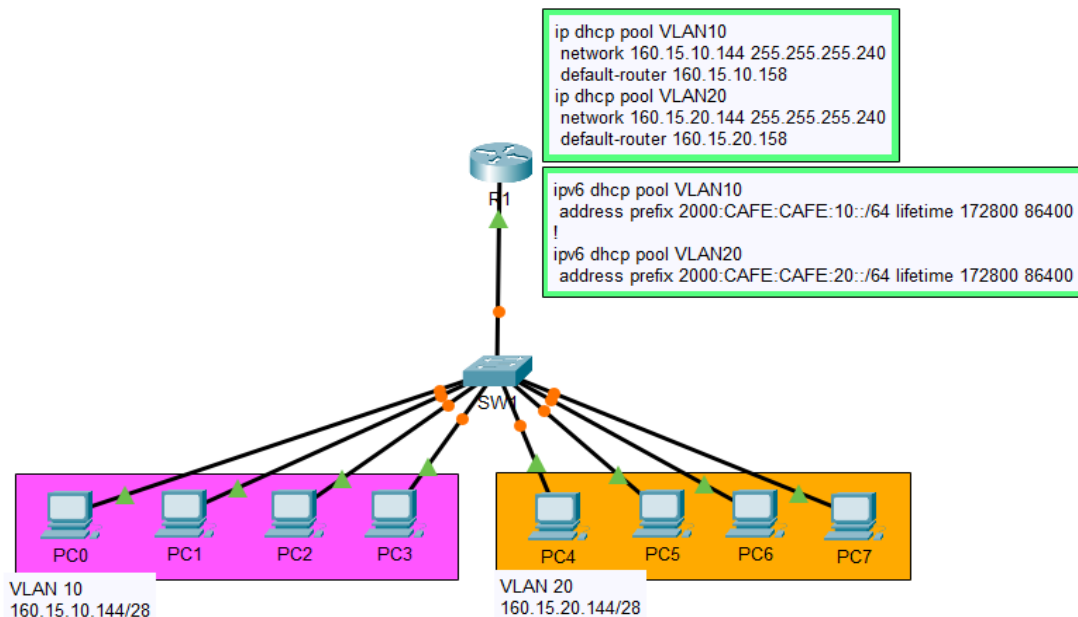 ip dhcp pool VLAN10
network 160.15.10.144 255.255.255.240
default-router 160.15.10.158
ip dhcp pool VLAN20
network 160.15.20.144 255.255.255.240
default-router 160.15.20.158
R1
ipv6 dhcp pool VLAN10
address prefix 2000:CAFE:CAFE:10::/64 lifetime 172800 86400
!
ipv6 dhcp pool VLAN20
address prefix 2000:CAFE:CAFE:20::/64 lifetime 172800 86400
SW1
PC0
PC1
PC2
PC3
PC4
PC5
PC6
PC7
VLAN 10
160.15.10.144/28
VLAN 20
160.15.20.144/28